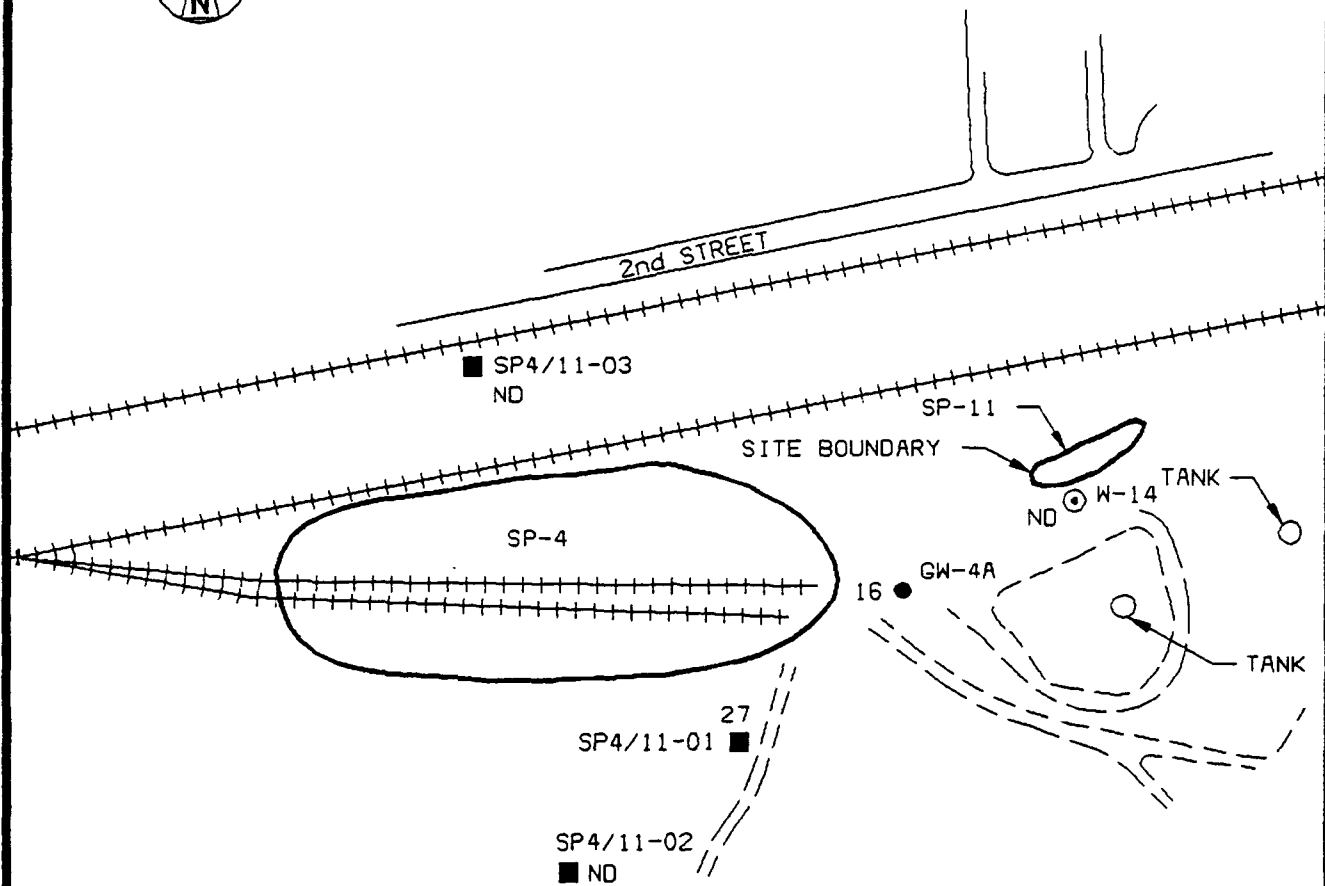 N
2nd STREET
SP4/11-03
ND
SP-11
SITE BOUNDARY
W-14
TANK
ND
SP-4
GW-4A
16
TANK
27
SP4/11-01
SP4/11-02
ND